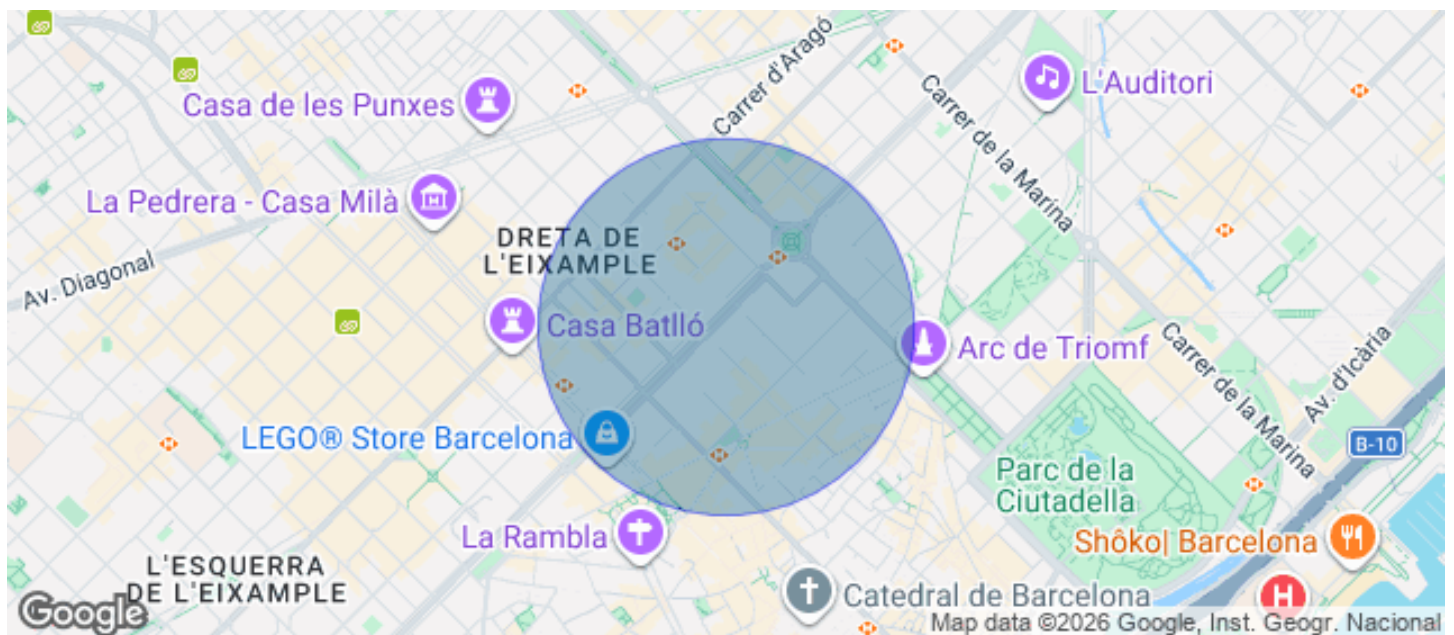 Carrer d'Aragó
L'Auditori
Casa de les Punxes
Carrer de la Marina
La Pedrera - Casa Milà
DRETA DE
L'EIXAMPLE
Av. Diagonal
Casa Batlló
Arc de Triomf
Av. d'Icària
Carrer de la Marina
LEGO® Store Barcelona
B-10
Parc de la
Ciutadella
La Rambla
Shôko| Barcelona
L'ESQUERRA
DE L'EIXAMPLE
Catedral de Barcelona
H
Google
Map data ©2026 Google, Inst. Geogr. Nacional